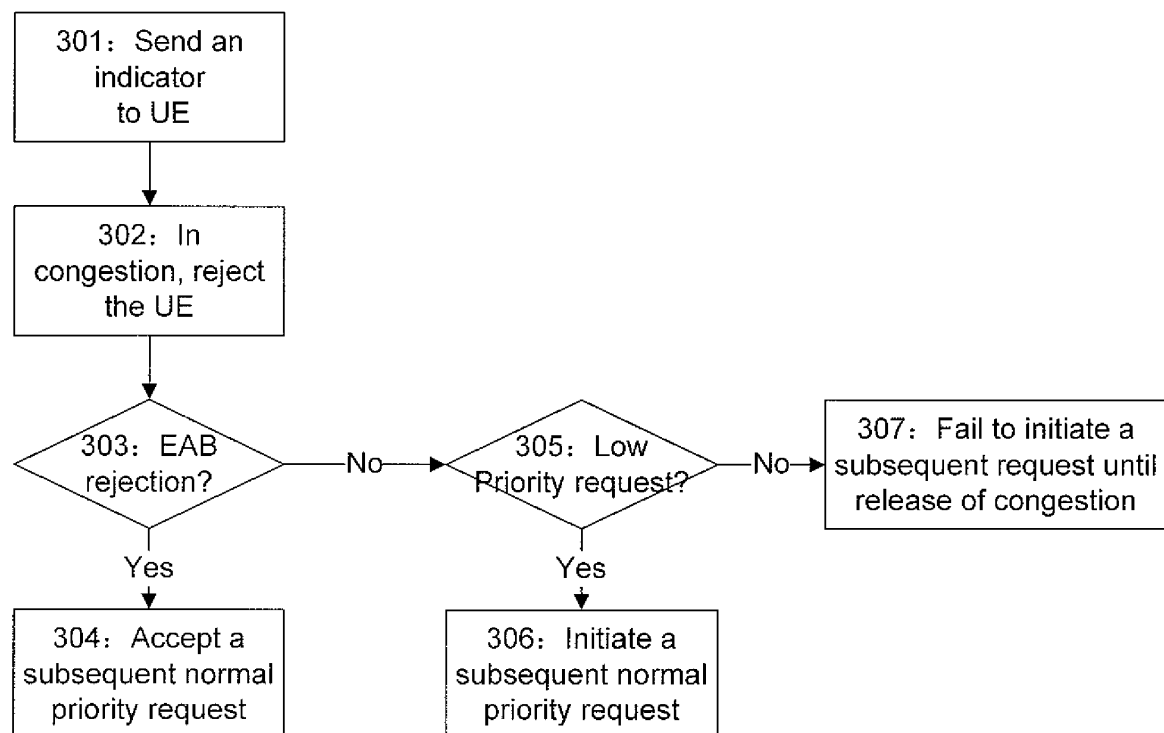 301：Send an
indicator
to UE
302：In
congestion, reject
the UE
303：EAB
rejection?
No
305：Low
Priority request?
No
307：Fail to initiate a
subsequent request until
release of congestion
Yes
Yes
304：Accept a
subsequent normal
priority request
306：Initiate a
subsequent normal
priority request